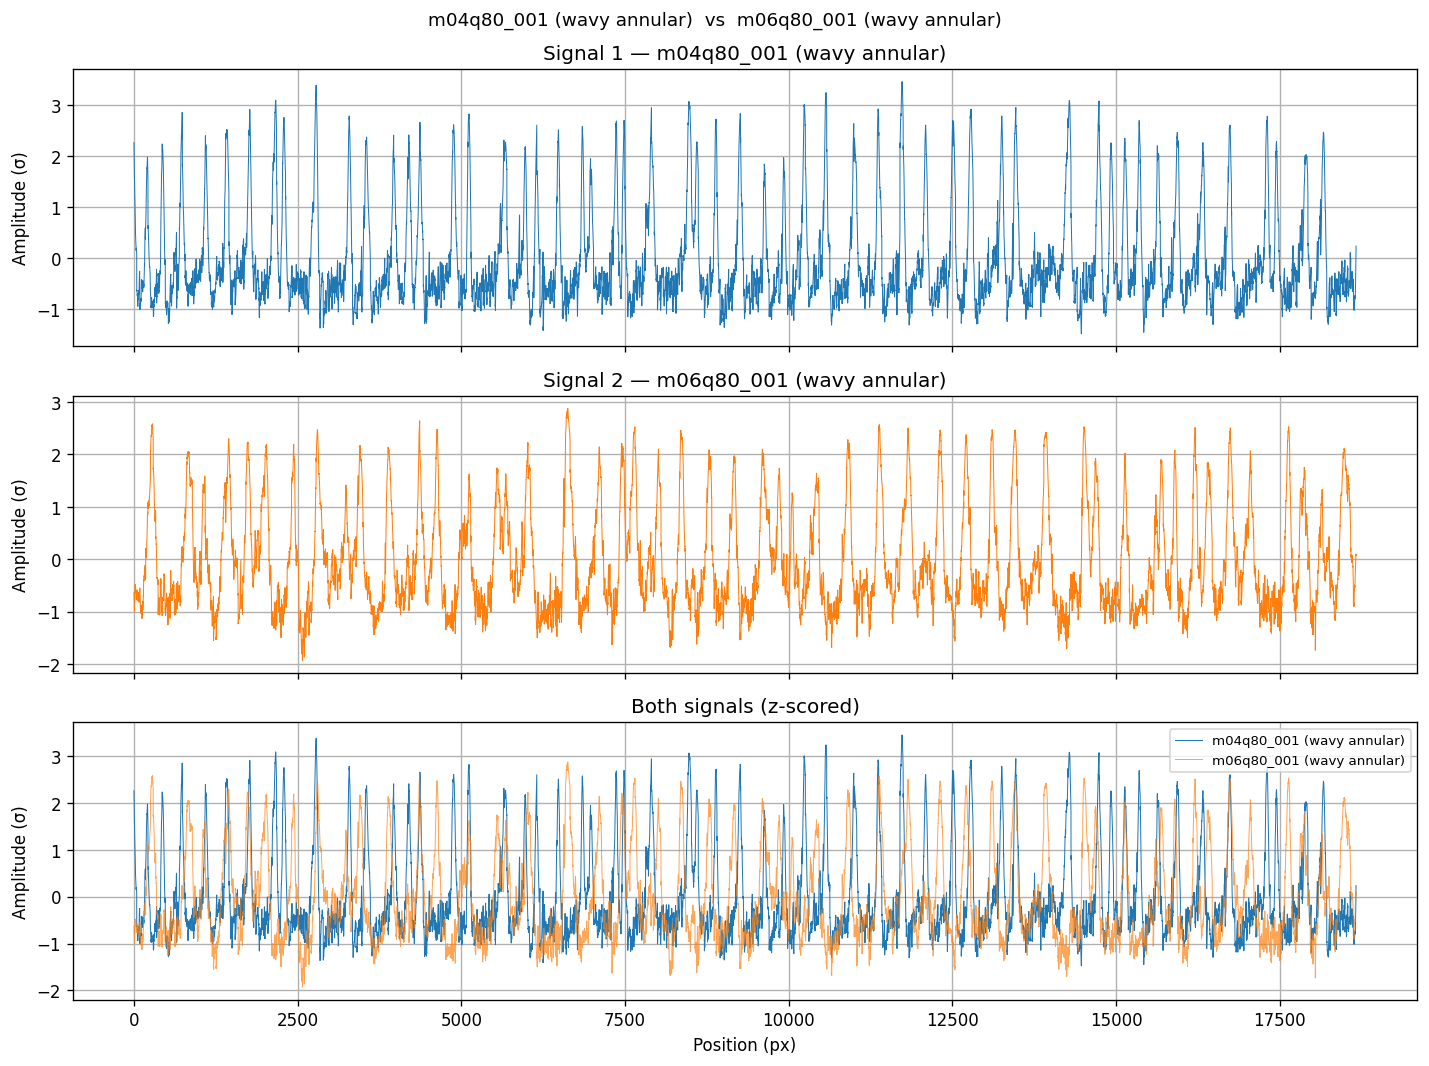 m04q80_001 (wavy annular)  vs  m06q80_001 (wavy annular)
Signal 1 — m04q80_001 (wavy annular)
Amplitude (σ)
3
2
1
0
−1
Signal 2 — m06q80_001 (wavy annular)
Amplitude (σ)
3
2
1
0
−1
−2
Both signals (z-scored)
m04q80_001 (wavy annular)
m06q80_001 (wavy annular)
Amplitude (σ)
3
2
1
0
−1
−2
0 2500 5000 7500 10000 12500 15000 17500
Position (px)